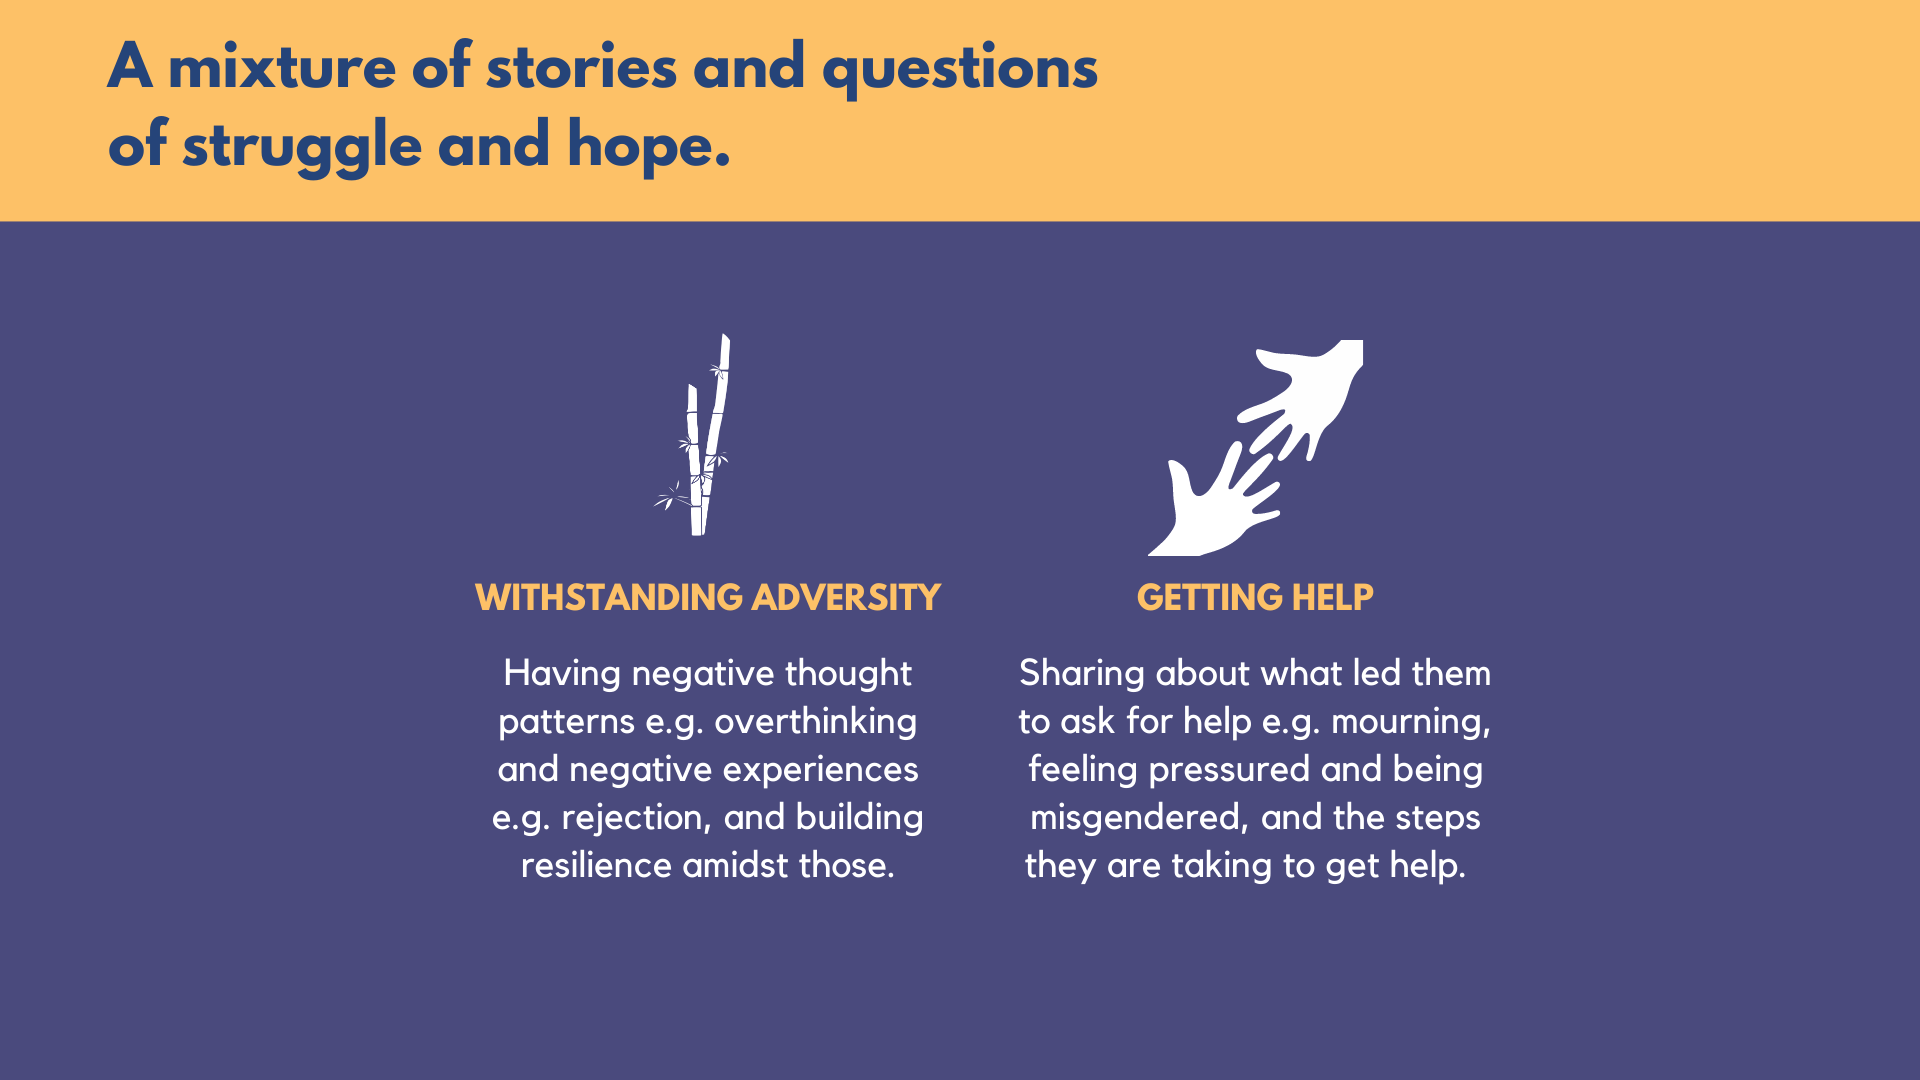 A mixture of stories and questions
of struggle and hope.
WITHSTANDING ADVERSITY
Having negative thought
patterns e.g. overthinking
and negative experiences
e.g. rejection, and building
resilience amidst those.
GETTING HELP
Sharing about what led them
to ask for help e.g. mourning,
feeling pressured and being
misgendered, and the steps
they are taking to get help.